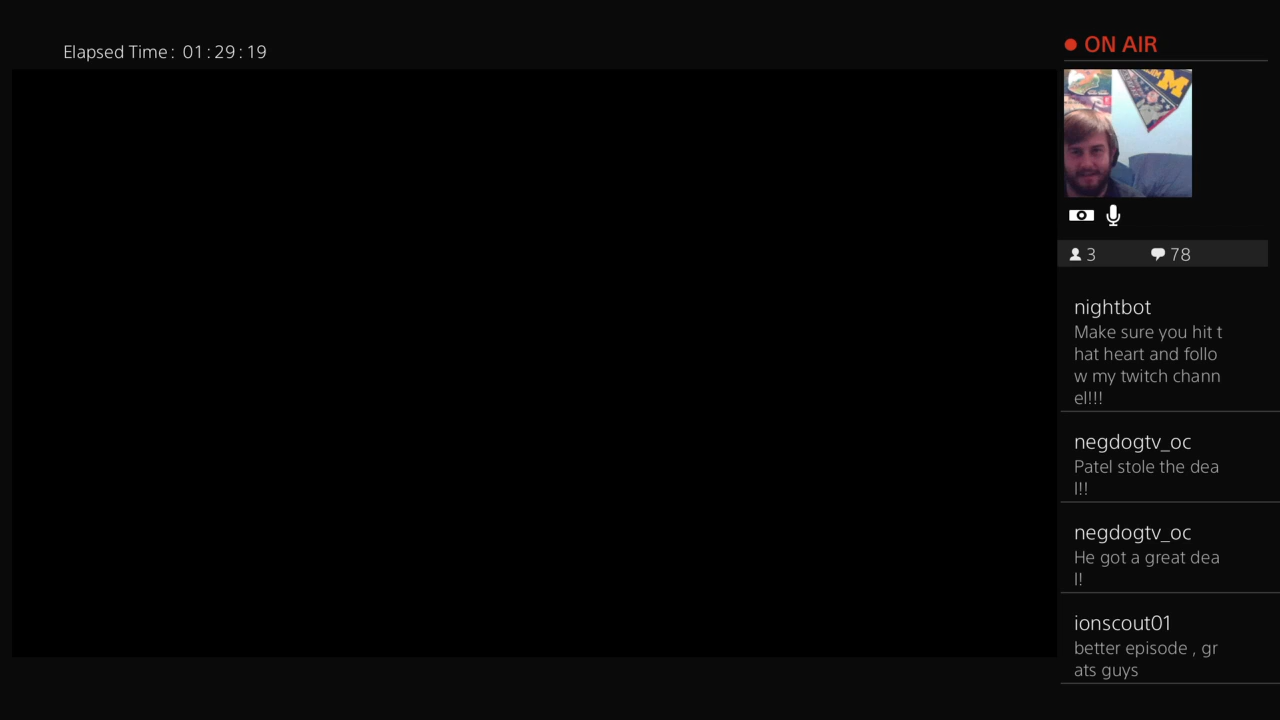 Elapsed Time: 01:29:19
ON AIR
M
3 78
nightbot
Make sure you hit t
hat heart and follo
w my twitch chann
el!!!
negdogtv_oc
Patel stole the dea
l!!
negdogtv_oc
He got a great dea
l!
ionscout01
better episode , gr
ats guys